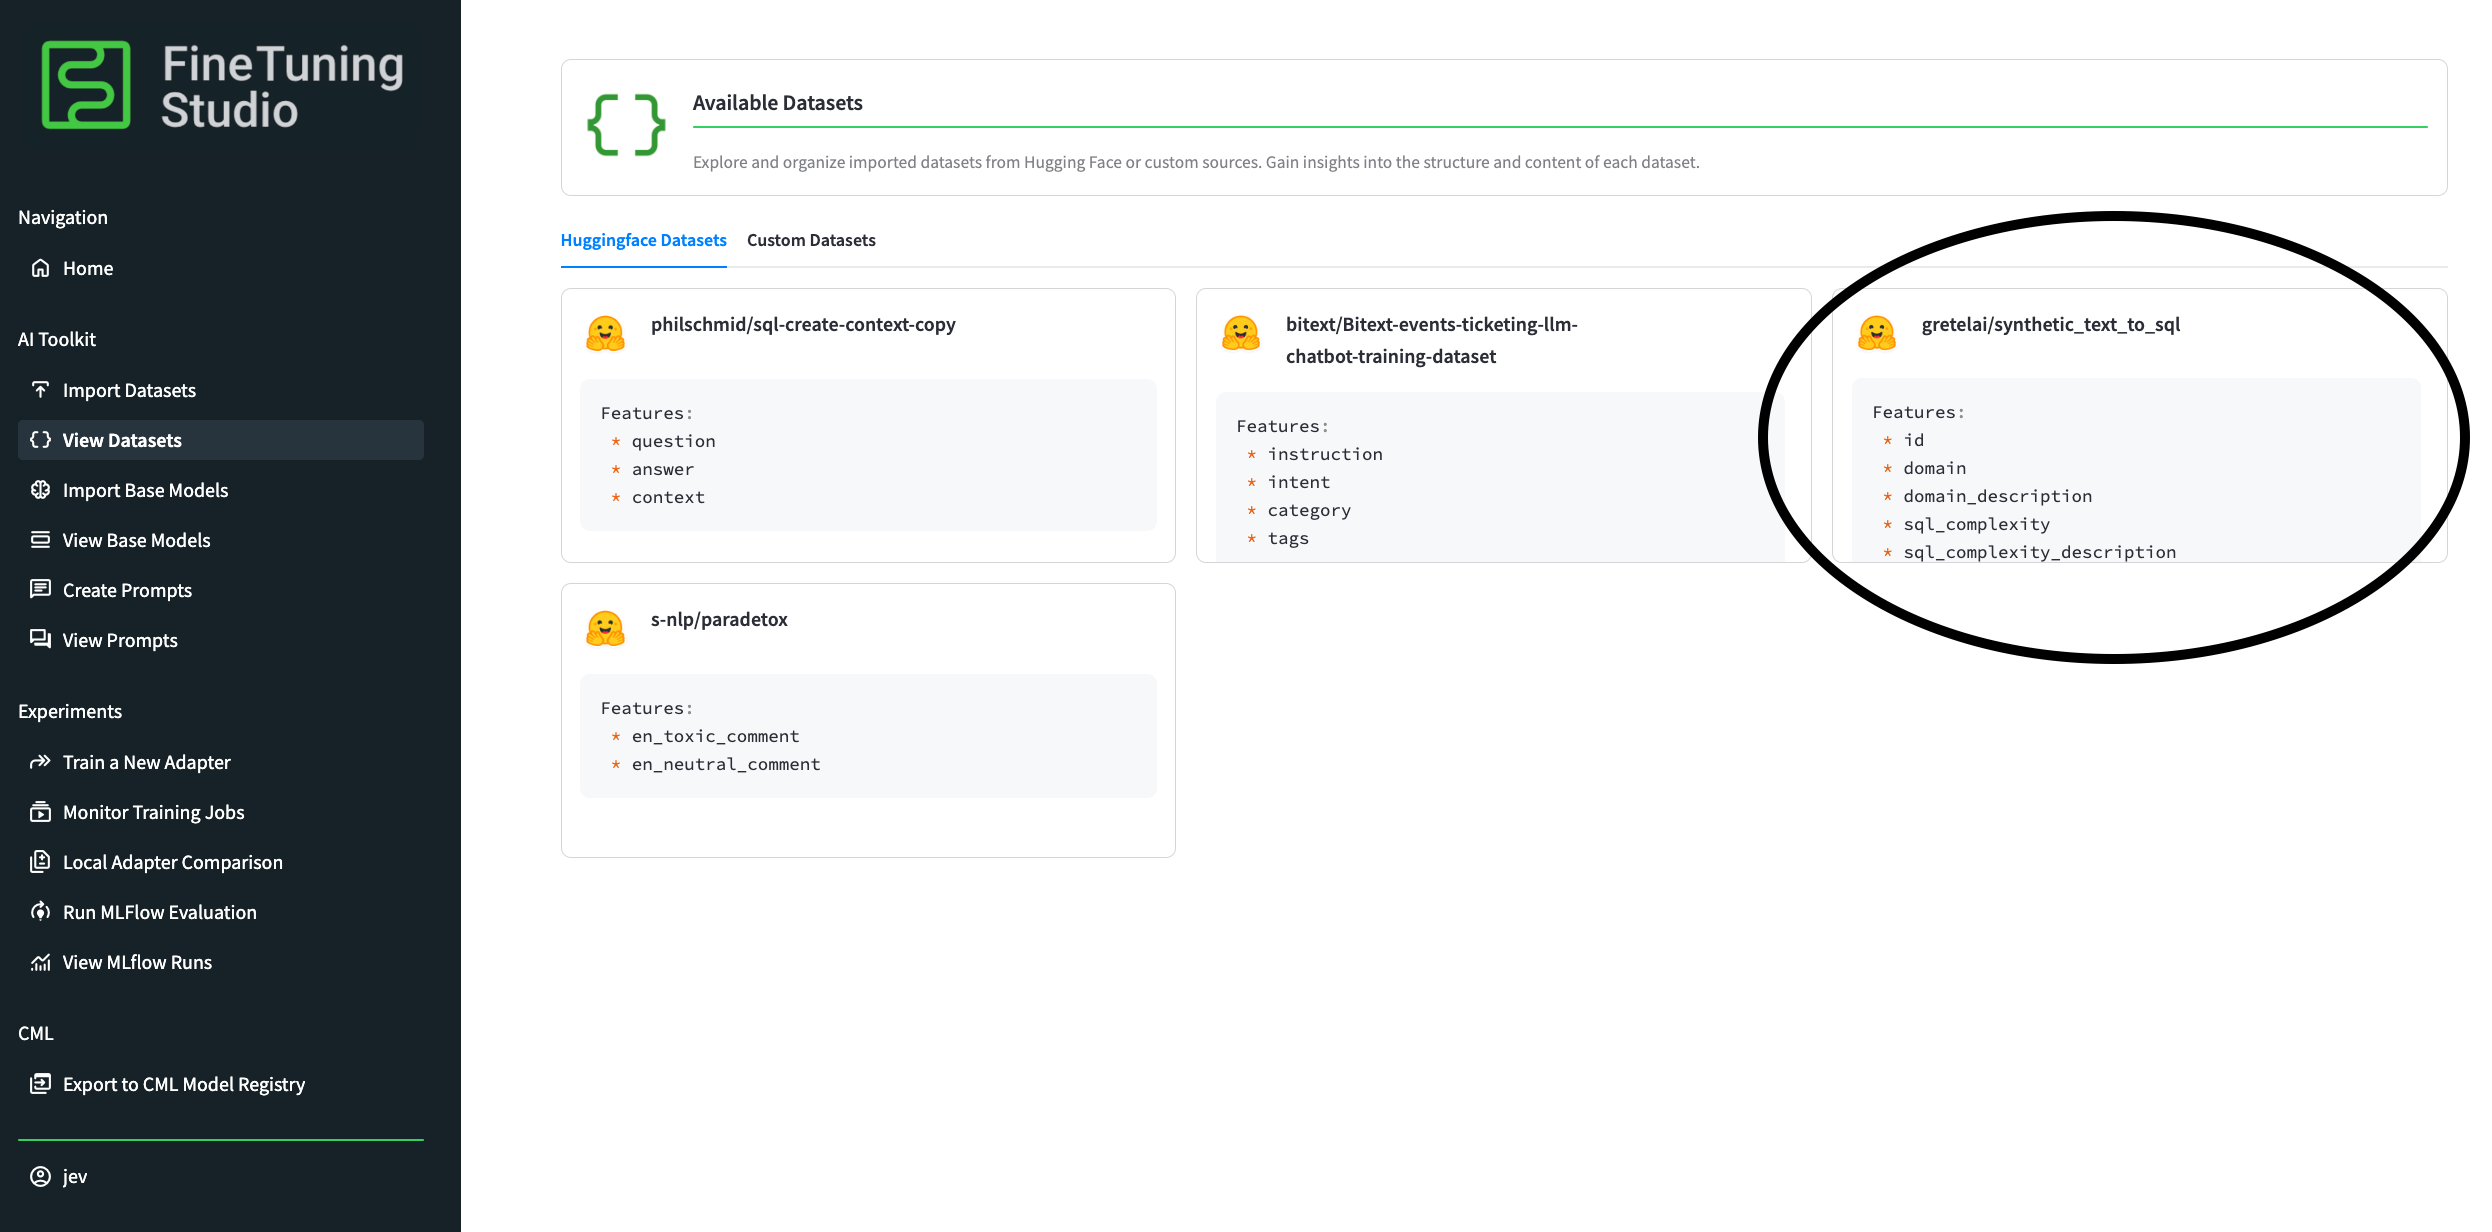 FineTuning
Studio
Navigation
Home
AI Toolkit
Import Datasets
View Datasets
Import Base Models
View Base Models
Create Prompts
View Prompts
Experiments
Train a New Adapter
Monitor Training Jobs
Local Adapter Comparison
Run MLFlow Evaluation
View MLflow Runs
CML
Export to CML Model Registry
jev
Available Datasets
Explore and organize imported datasets from Hugging Face or custom sources. Gain insights into the structure and content of each dataset.
Huggingface Datasets
Custom Datasets
philschmid/sql-create-context-copy
Features:
* question
* answer
* context
bitext/Bitext-events-ticketing-llm-
chatbot-training-dataset
Features:
* instruction
* intent
* category
* tags
gretelai/synthetic_text_to_sql
Features:
* id
* domain
* domain_description
* sql_complexity
* sql_complexity_description
s-nlp/paradetox
Features:
* en_toxic_comment
* en_neutral_comment